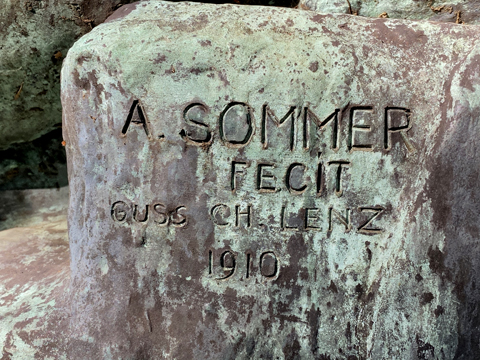 A. SOMMER
FECIT
GUSS CH. LENZ
1910